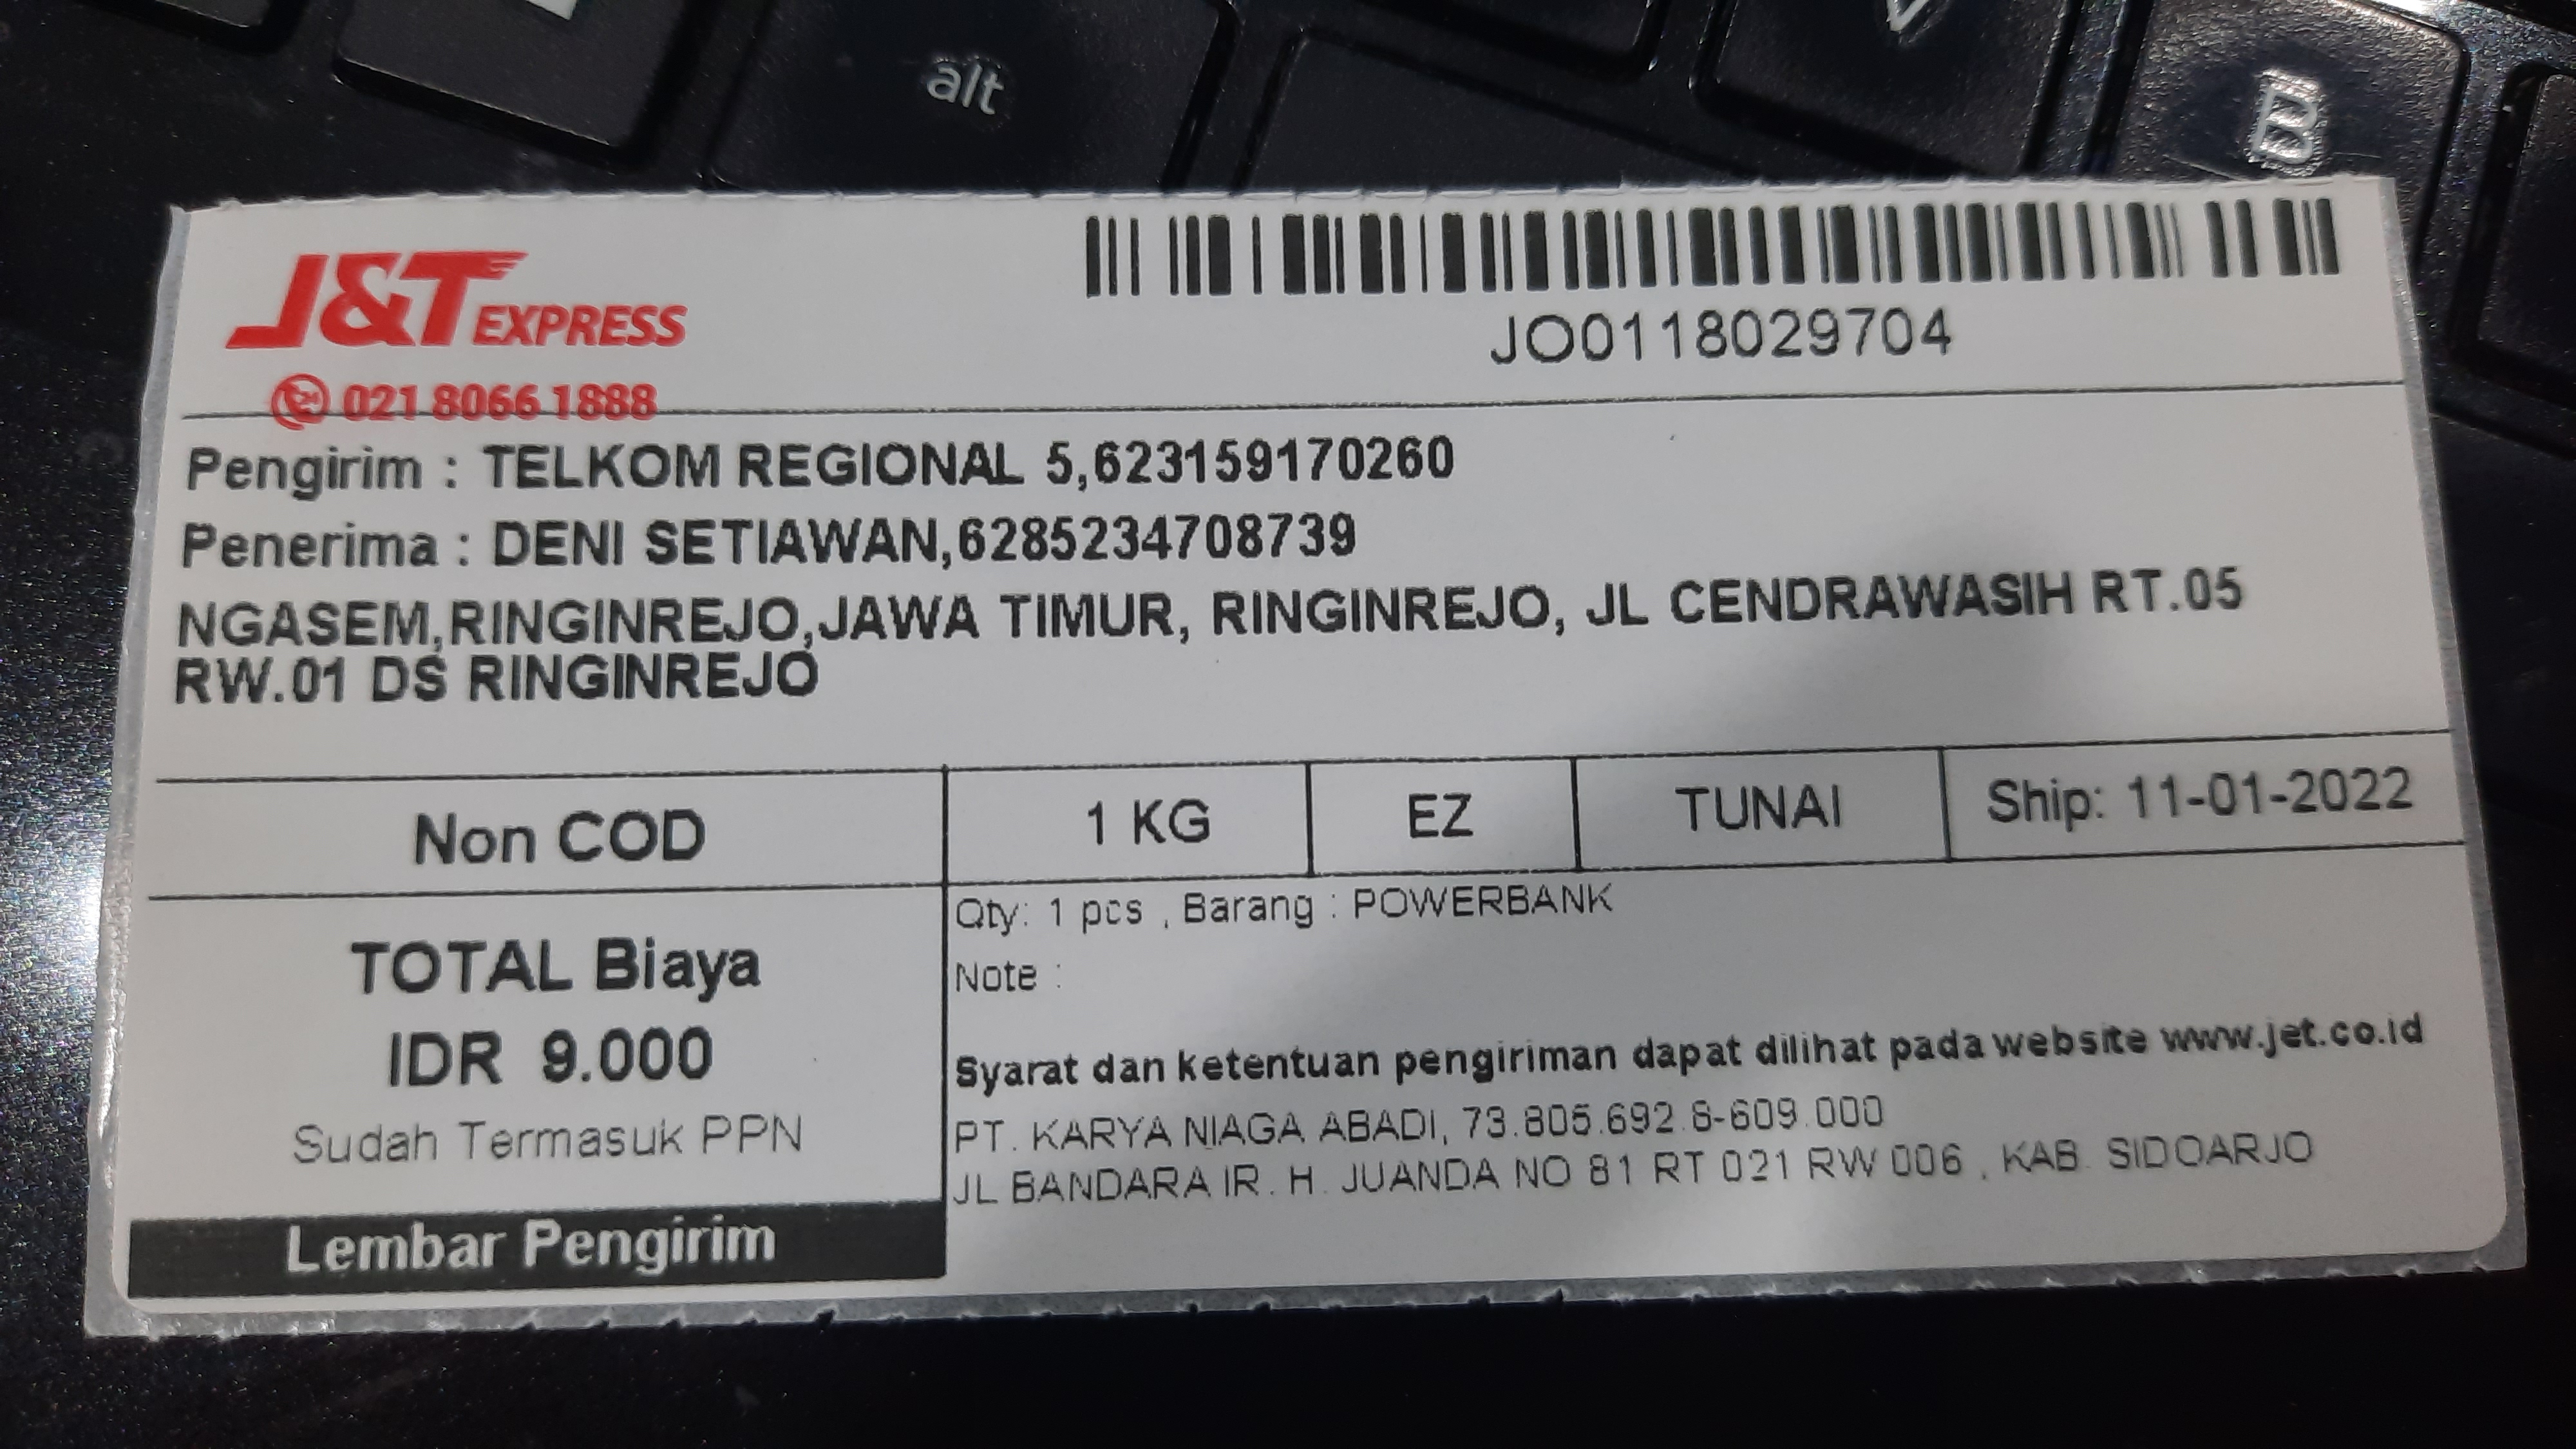 J&T EXPRESS
021 8066 1888
JO0118029704
Pengirim : TELKOM REGIONAL 5,6231591170260
Penerima : DENI SETIAWAN,6285234708739
NGASEM,RINGINREJO,RINGINREJO,JAWA TIMUR, RINGINREJO, JL CENDRAWASIH RT.05
RW.01 DS RINGINREJO
Non COD
1 KG
EZ
TUNAI
Ship: 11-01-2022
TOTAL Biaya
IDR 9.000
Sudah Termasuk PPN
Lembar Pengirim
Qty: 1 pcs , Barang : POWERBANK
Note :
Syarat dan ketentuan pengiriman dapat dilihat pada website www.jet.co.id
PT. KARYA NIAGA ABADI, 73.805.692.6-609.000
JL BANDARA IR. H. JUANDA NO 81 RT 021 RW 006 , KAB. SIDOARJO
alt
B